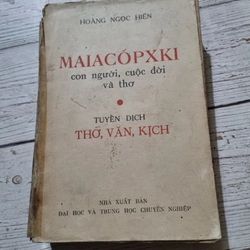 HOÀNG NGỌC HIẾN
MAIACỐPXKI
con người, cuộc đời
và thơ
TUYỂN DỊCH
THƠ, VĂN, KỊCH
NHÀ XUẤT BẢN
ĐẠI HỌC VÀ TRUNG HỌC CHUYÊN NGHIỆP